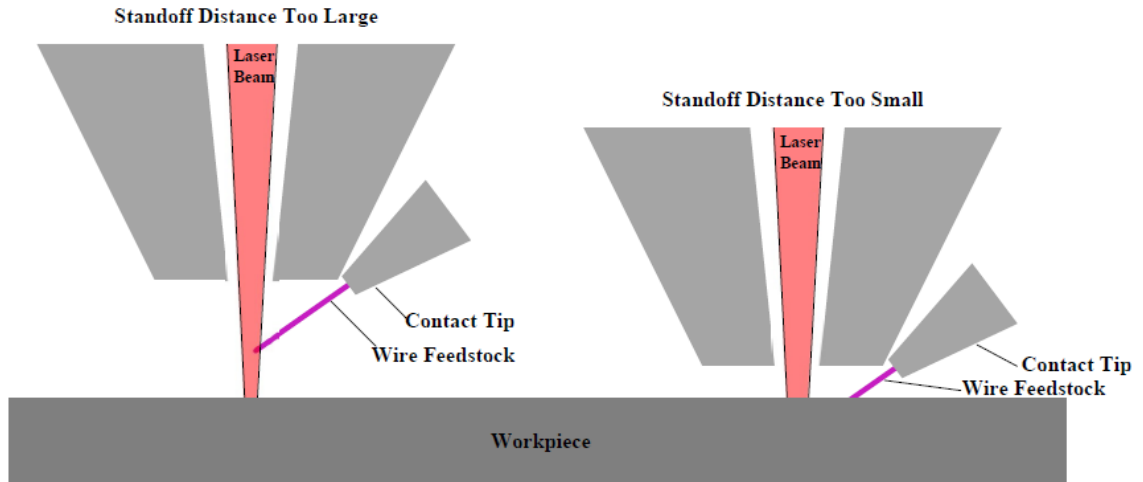 Standoff Distance Too Large
Laser
Beam
Contact Tip
Wire Feedstock
Standoff Distance Too Small
Laser
Beam
Contact Tip
Wire Feedstock
Workpiece